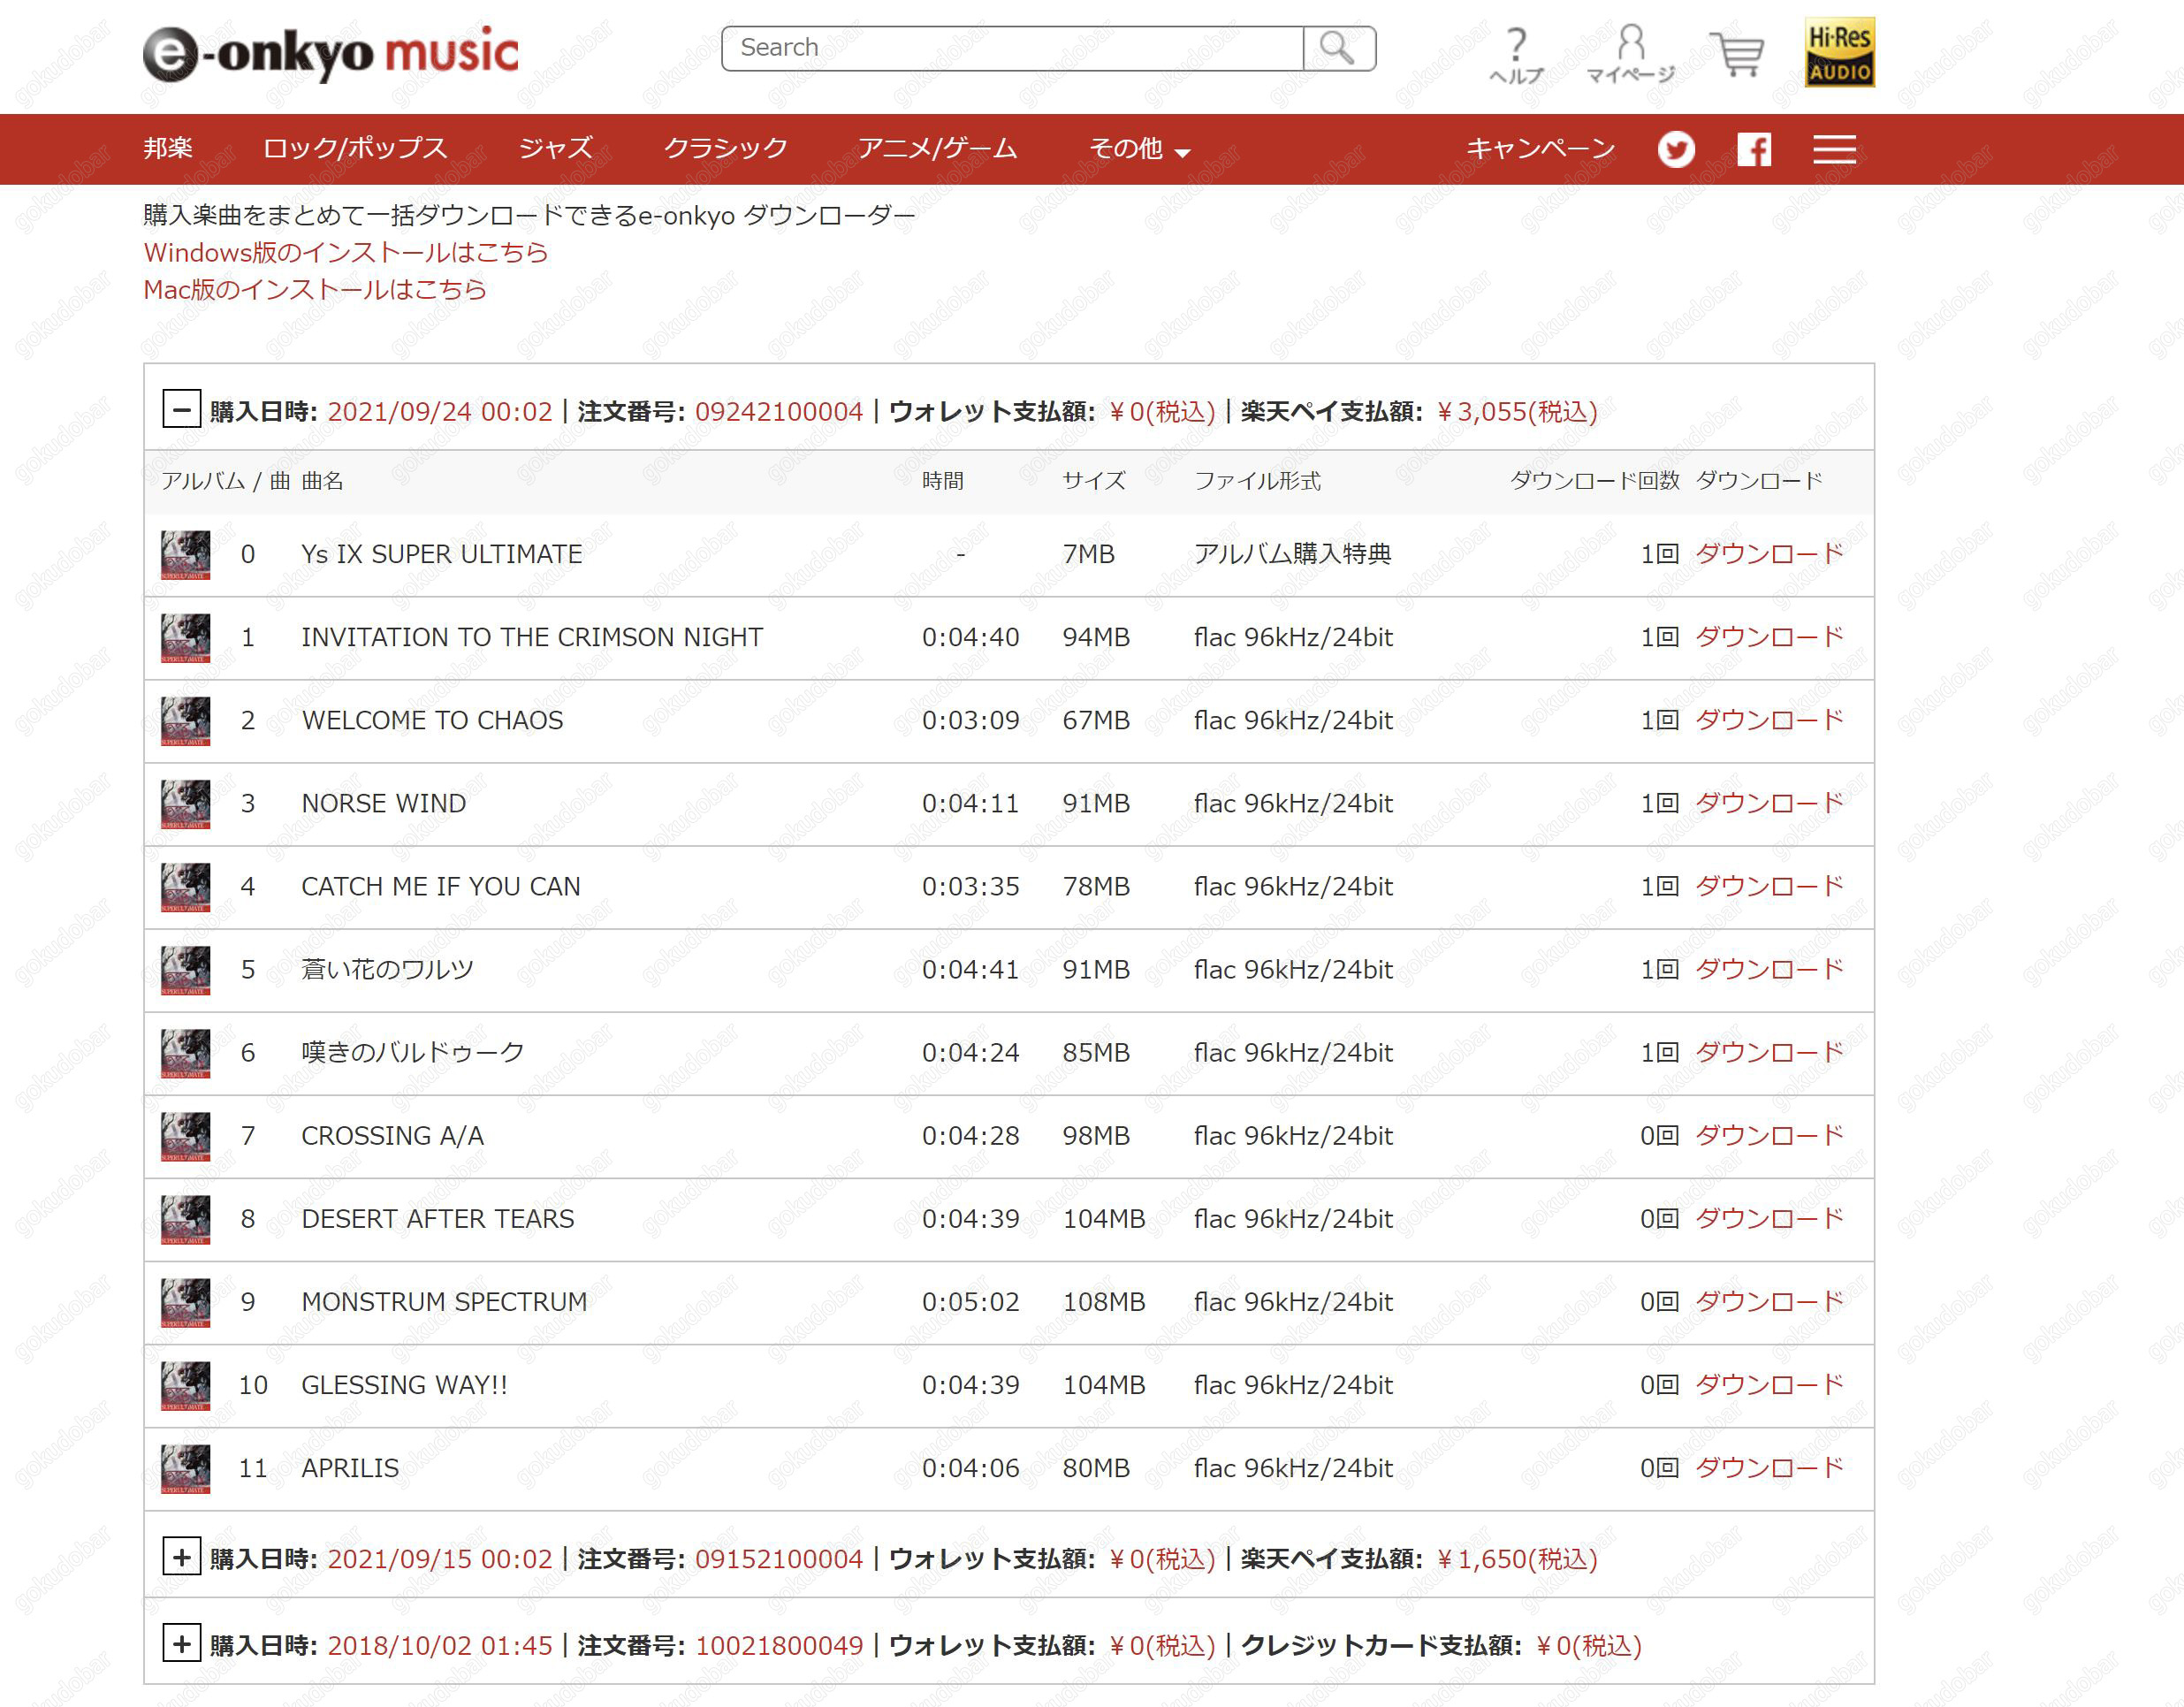 e-onkyo music
Search
ヘルプ
マイページ
Hi-Res AUDIO
邦楽 ロック/ポップス ジャズ クラシック アニメ/ゲーム その他 キャンペーン
購入楽曲をまとめて一括ダウンロードできるe-onkyo ダウンローダー
Windows版のインストールはこちら
Mac版のインストールはこちら
購入日時: 2021/09/24 00:02 | 注文番号: 09242100004 | ウォレット支払額: ￥0(税込) | 楽天ペイ支払額: ￥3,055(税込)
アルバム / 曲 曲名 時間 サイズ ファイル形式 ダウンロード回数 ダウンロード
0 Ys IX SUPER ULTIMATE - 7MB アルバム購入特典 1回 ダウンロード
1 INVITATION TO THE CRIMSON NIGHT 0:04:40 94MB flac 96kHz/24bit 1回 ダウンロード
2 WELCOME TO CHAOS 0:03:09 67MB flac 96kHz/24bit 1回 ダウンロード
3 NORSE WIND 0:04:11 91MB flac 96kHz/24bit 1回 ダウンロード
4 CATCH ME IF YOU CAN 0:03:35 78MB flac 96kHz/24bit 1回 ダウンロード
5 蒼い花のワルツ 0:04:41 91MB flac 96kHz/24bit 1回 ダウンロード
6 嘆きのバルドゥーク 0:04:24 85MB flac 96kHz/24bit 1回 ダウンロード
7 CROSSING A/A 0:04:28 98MB flac 96kHz/24bit 0回 ダウンロード
8 DESERT AFTER TEARS 0:04:39 104MB flac 96kHz/24bit 0回 ダウンロード
9 MONSTRUM SPECTRUM 0:05:02 108MB flac 96kHz/24bit 0回 ダウンロード
10 GLESSING WAY!! 0:04:39 104MB flac 96kHz/24bit 0回 ダウンロード
11 APRILIS 0:04:06 80MB flac 96kHz/24bit 0回 ダウンロード
購入日時: 2021/09/15 00:02 | 注文番号: 09152100004 | ウォレット支払額: ￥0(税込) | 楽天ペイ支払額: ￥1,650(税込)
購入日時: 2018/10/02 01:45 | 注文番号: 10021800049 | ウォレット支払額: ￥0(税込) | クレジットカード支払額: ￥0(税込)
gokudobar